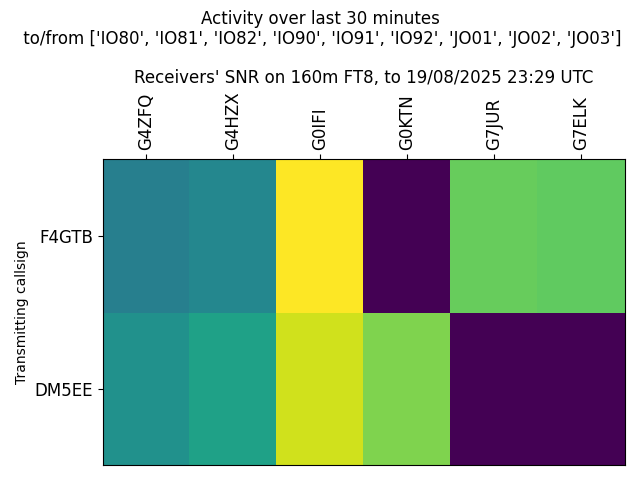 Activity over last 30 minutes
to/from ['IO80', 'IO81', 'IO82', 'IO90', 'IO91', 'IO92', 'JO01', 'JO02', 'JO03']
Receivers' SNR on 160m FT8, to 19/08/2025 23:29 UTC
G4ZFQ
G4HZX
G0IFI
G0KTN
G7JUR
G7ELK
Transmitting callsign
F4GTB
DM5EE